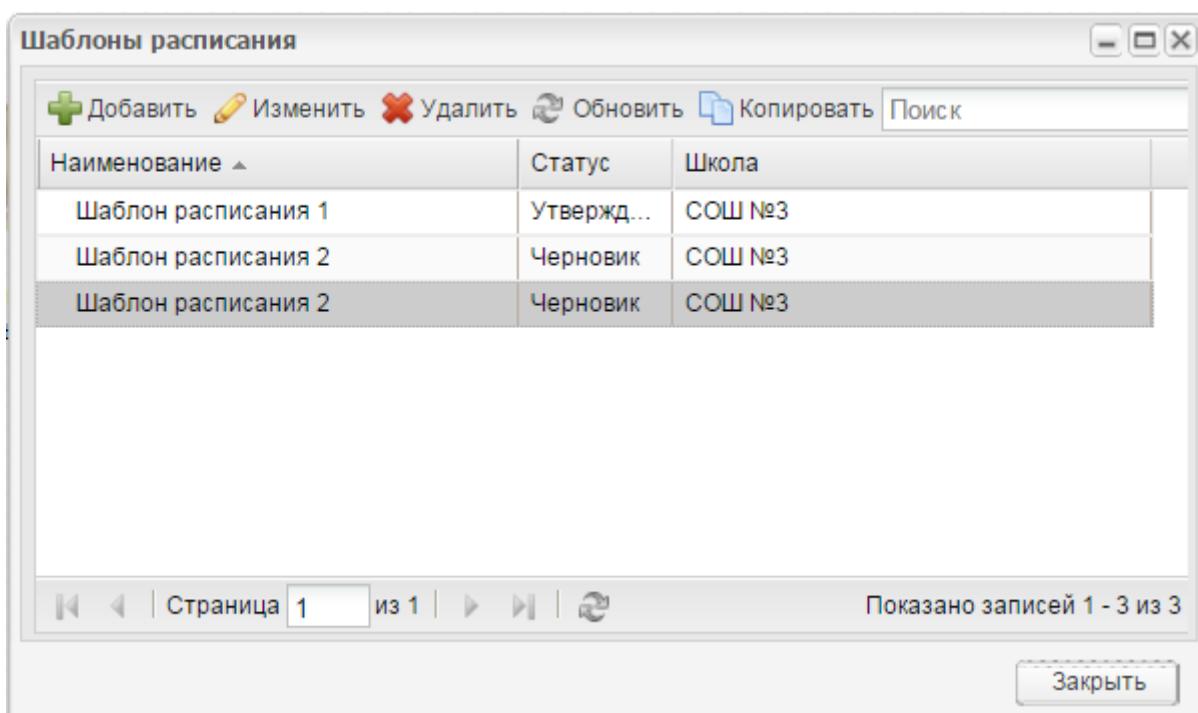 Шаблоны расписания
Добавить Изменить Удалить Обновить Копировать Поиск
Наименование Статус Школа
Шаблон расписания 1 Утвержд... СОШ №3
Шаблон расписания 2 Черновик СОШ №3
Шаблон расписания 2 Черновик СОШ №3
Страница 1 из 1 Показано записей 1 - 3 из 3
Закрыть